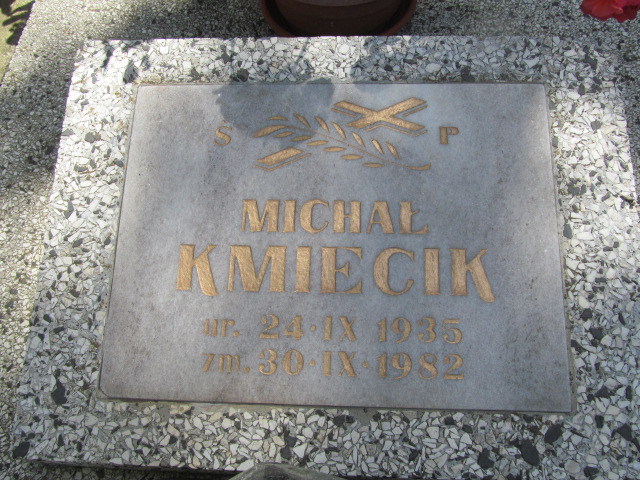 S P
MICHAŁ
KMIECIK
ur. 24·IX 1935
zm. 30·IX·1982